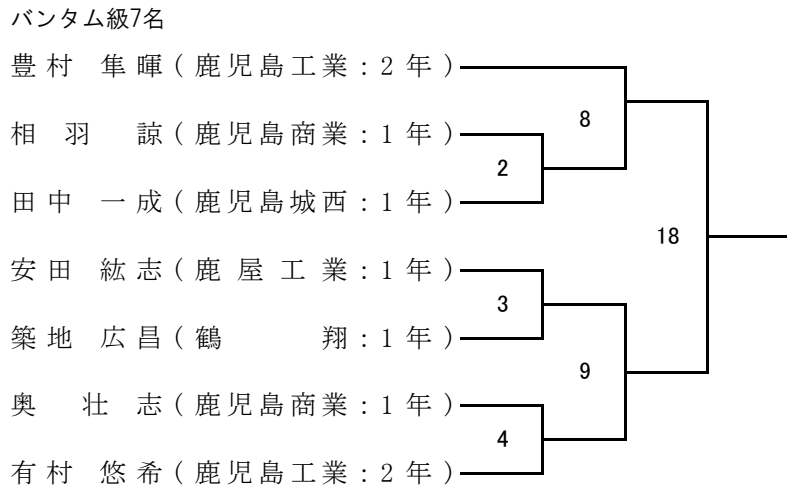 バンタム級7名
豊村 隼暉(鹿児島工業:2年)
8
相羽 諒(鹿児島商業:1年)
2
田中 一成(鹿児島城西:1年)
18
安田 紘志(鹿屋工業:1年)
3
築地 広昌(鶴 翔:1年)
9
奥 壮志(鹿児島商業:1年)
4
有村 悠希(鹿児島工業:2年)